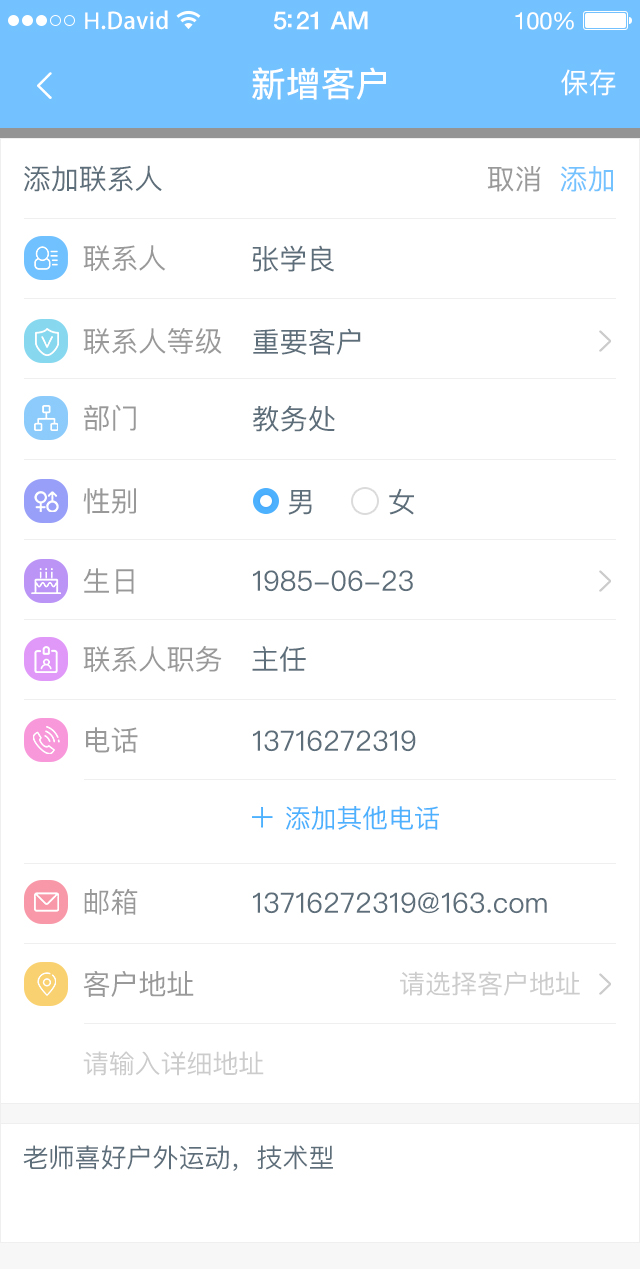 H.David 5:21 AM 100%
新增客户 保存
添加联系人 取消 添加
联系人 张学良
联系人等级 重要客户
部门 教务处
性别 男 女
生日 1985-06-23
联系人职务 主任
电话 13716272319
+ 添加其他电话
邮箱 13716272319@163.com
客户地址 请选择客户地址
请输入详细地址
老师喜好户外运动，技术型